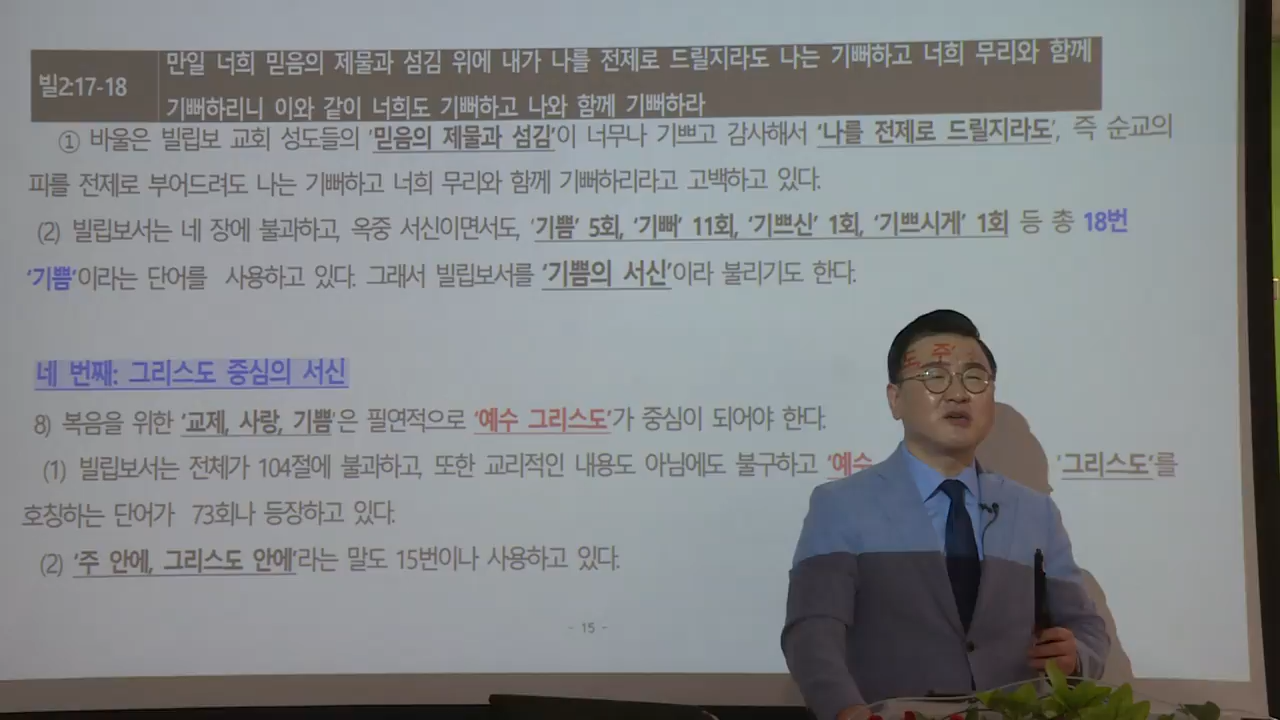 빌2:17-18
만일 너희 믿음의 제물과 섬김 위에 내가 나를 전제로 드릴지라도 나는 기뻐하고 너희 무리와 함께
기뻐하리니 이와 같이 너희도 기뻐하고 나와 함께 기뻐하라
① 바울은 빌립보 교회 성도들의 '믿음의 제물과 섬김'이 너무나 기쁘고 감사해서 '나를 전제로 드릴지라도', 즉 순교의
피를 전제로 부어드려도 나는 기뻐하고 너희 무리와 함께 기뻐하리라고 고백하고 있다.
(2) 빌립보서는 네 장에 불과하고, 옥중 서신이면서도, '기쁨' 5회, '기뻐' 11회, '기쁘신' 1회, '기쁘시게' 1회 등 총 18번
'기쁨'이라는 단어를 사용하고 있다. 그래서 빌립보서를 '기쁨의 서신'이라 불리기도 한다.
네 번째: 그리스도 중심의 서신
8) 복음을 위한 '교제, 사랑, 기쁨'은 필연적으로 '예수 그리스도'가 중심이 되어야 한다.
(1) 빌립보서는 전체가 104절에 불과하고, 또한 교리적인 내용도 아님에도 불구하고 '예수 도, 주' '그리스도'를
호칭하는 단어가 73회나 등장하고 있다.
(2) '주 안에, 그리스도 안에'라는 말도 15번이나 사용하고 있다.
- 15 -